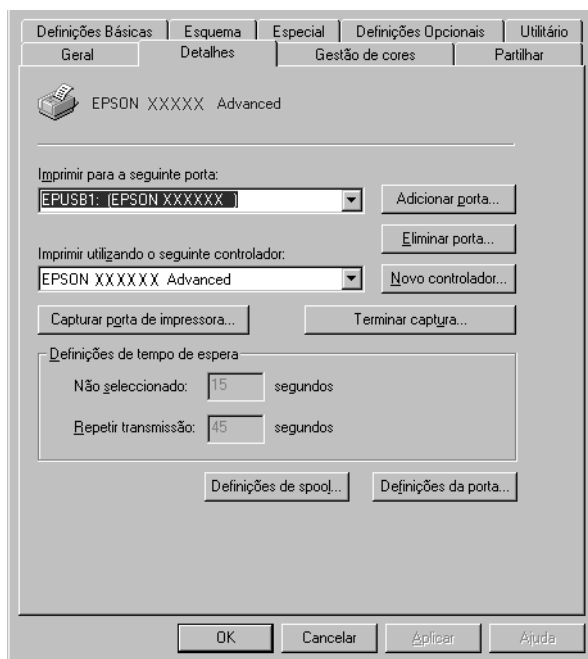 Definições Básicas Esquema Especial Definições Opcionais Utilitário
Geral Detalhes Gestão de cores Partilhar
EPSON XXXXX Advanced
Imprimir para a seguinte porta:
EPUSB1: (EPSON XXXXXX ) Adicionar porta...
Eliminar porta...
Imprimir utilizando o seguinte controlador:
EPSON XXXXXX Advanced Novo controlador...
Capturar porta de impressora... Terminar captura...
Definições de tempo de espera
Não seleccionado: 15 segundos
Repetir transmissão: 45 segundos
Definições de spool... Definições da porta...
OK Cancelar Aplicar Ajuda